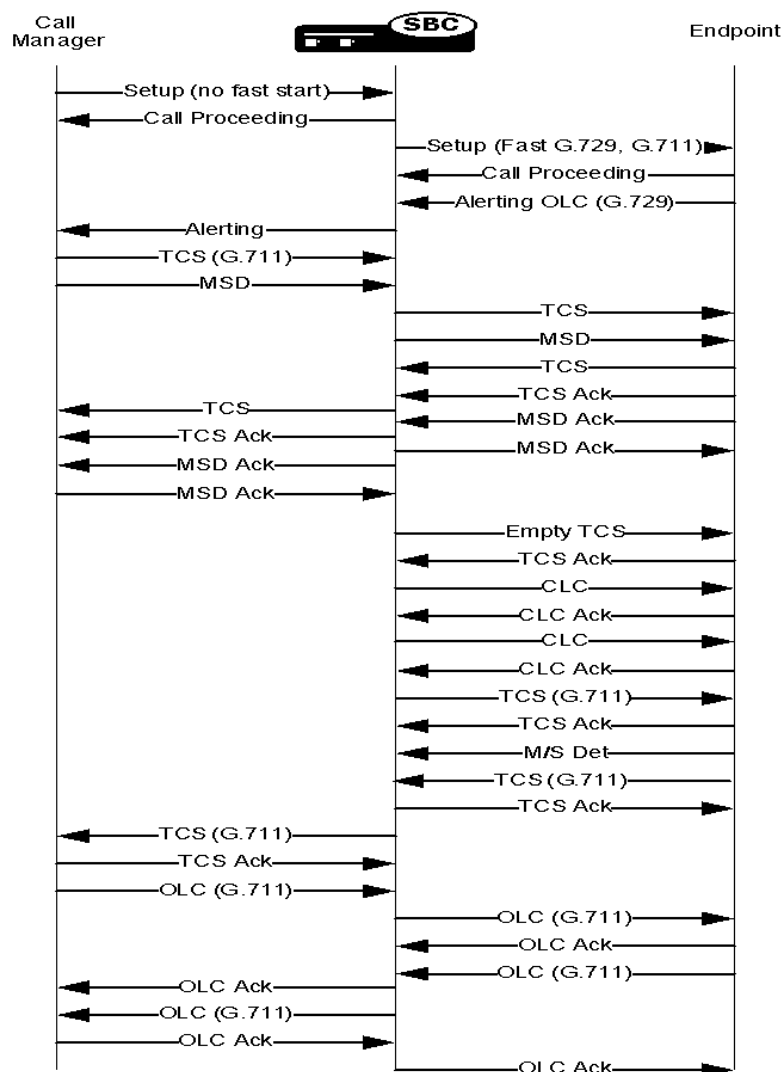 Call
Manager
SBC
Endpoint
Setup (no fast start)
Call Proceeding
Setup (Fast G.729, G.711)
Call Proceeding
Alerting OLC (G.729)
Alerting
TCS (G.711)
MSD
TCS
MSD
TCS
TCS Ack
TCS
MSD Ack
TCS Ack
MSD Ack
MSD Ack
MSD Ack
Empty TCS
TCS Ack
CLC
CLC Ack
CLC
CLC Ack
TCS (G.711)
TCS Ack
M/S Det
TCS (G.711)
TCS Ack
TCS (G.711)
TCS Ack
OLC (G.711)
OLC (G.711)
OLC Ack
OLC (G.711)
OLC Ack
OLC (G.711)
OLC Ack
OLC Ack